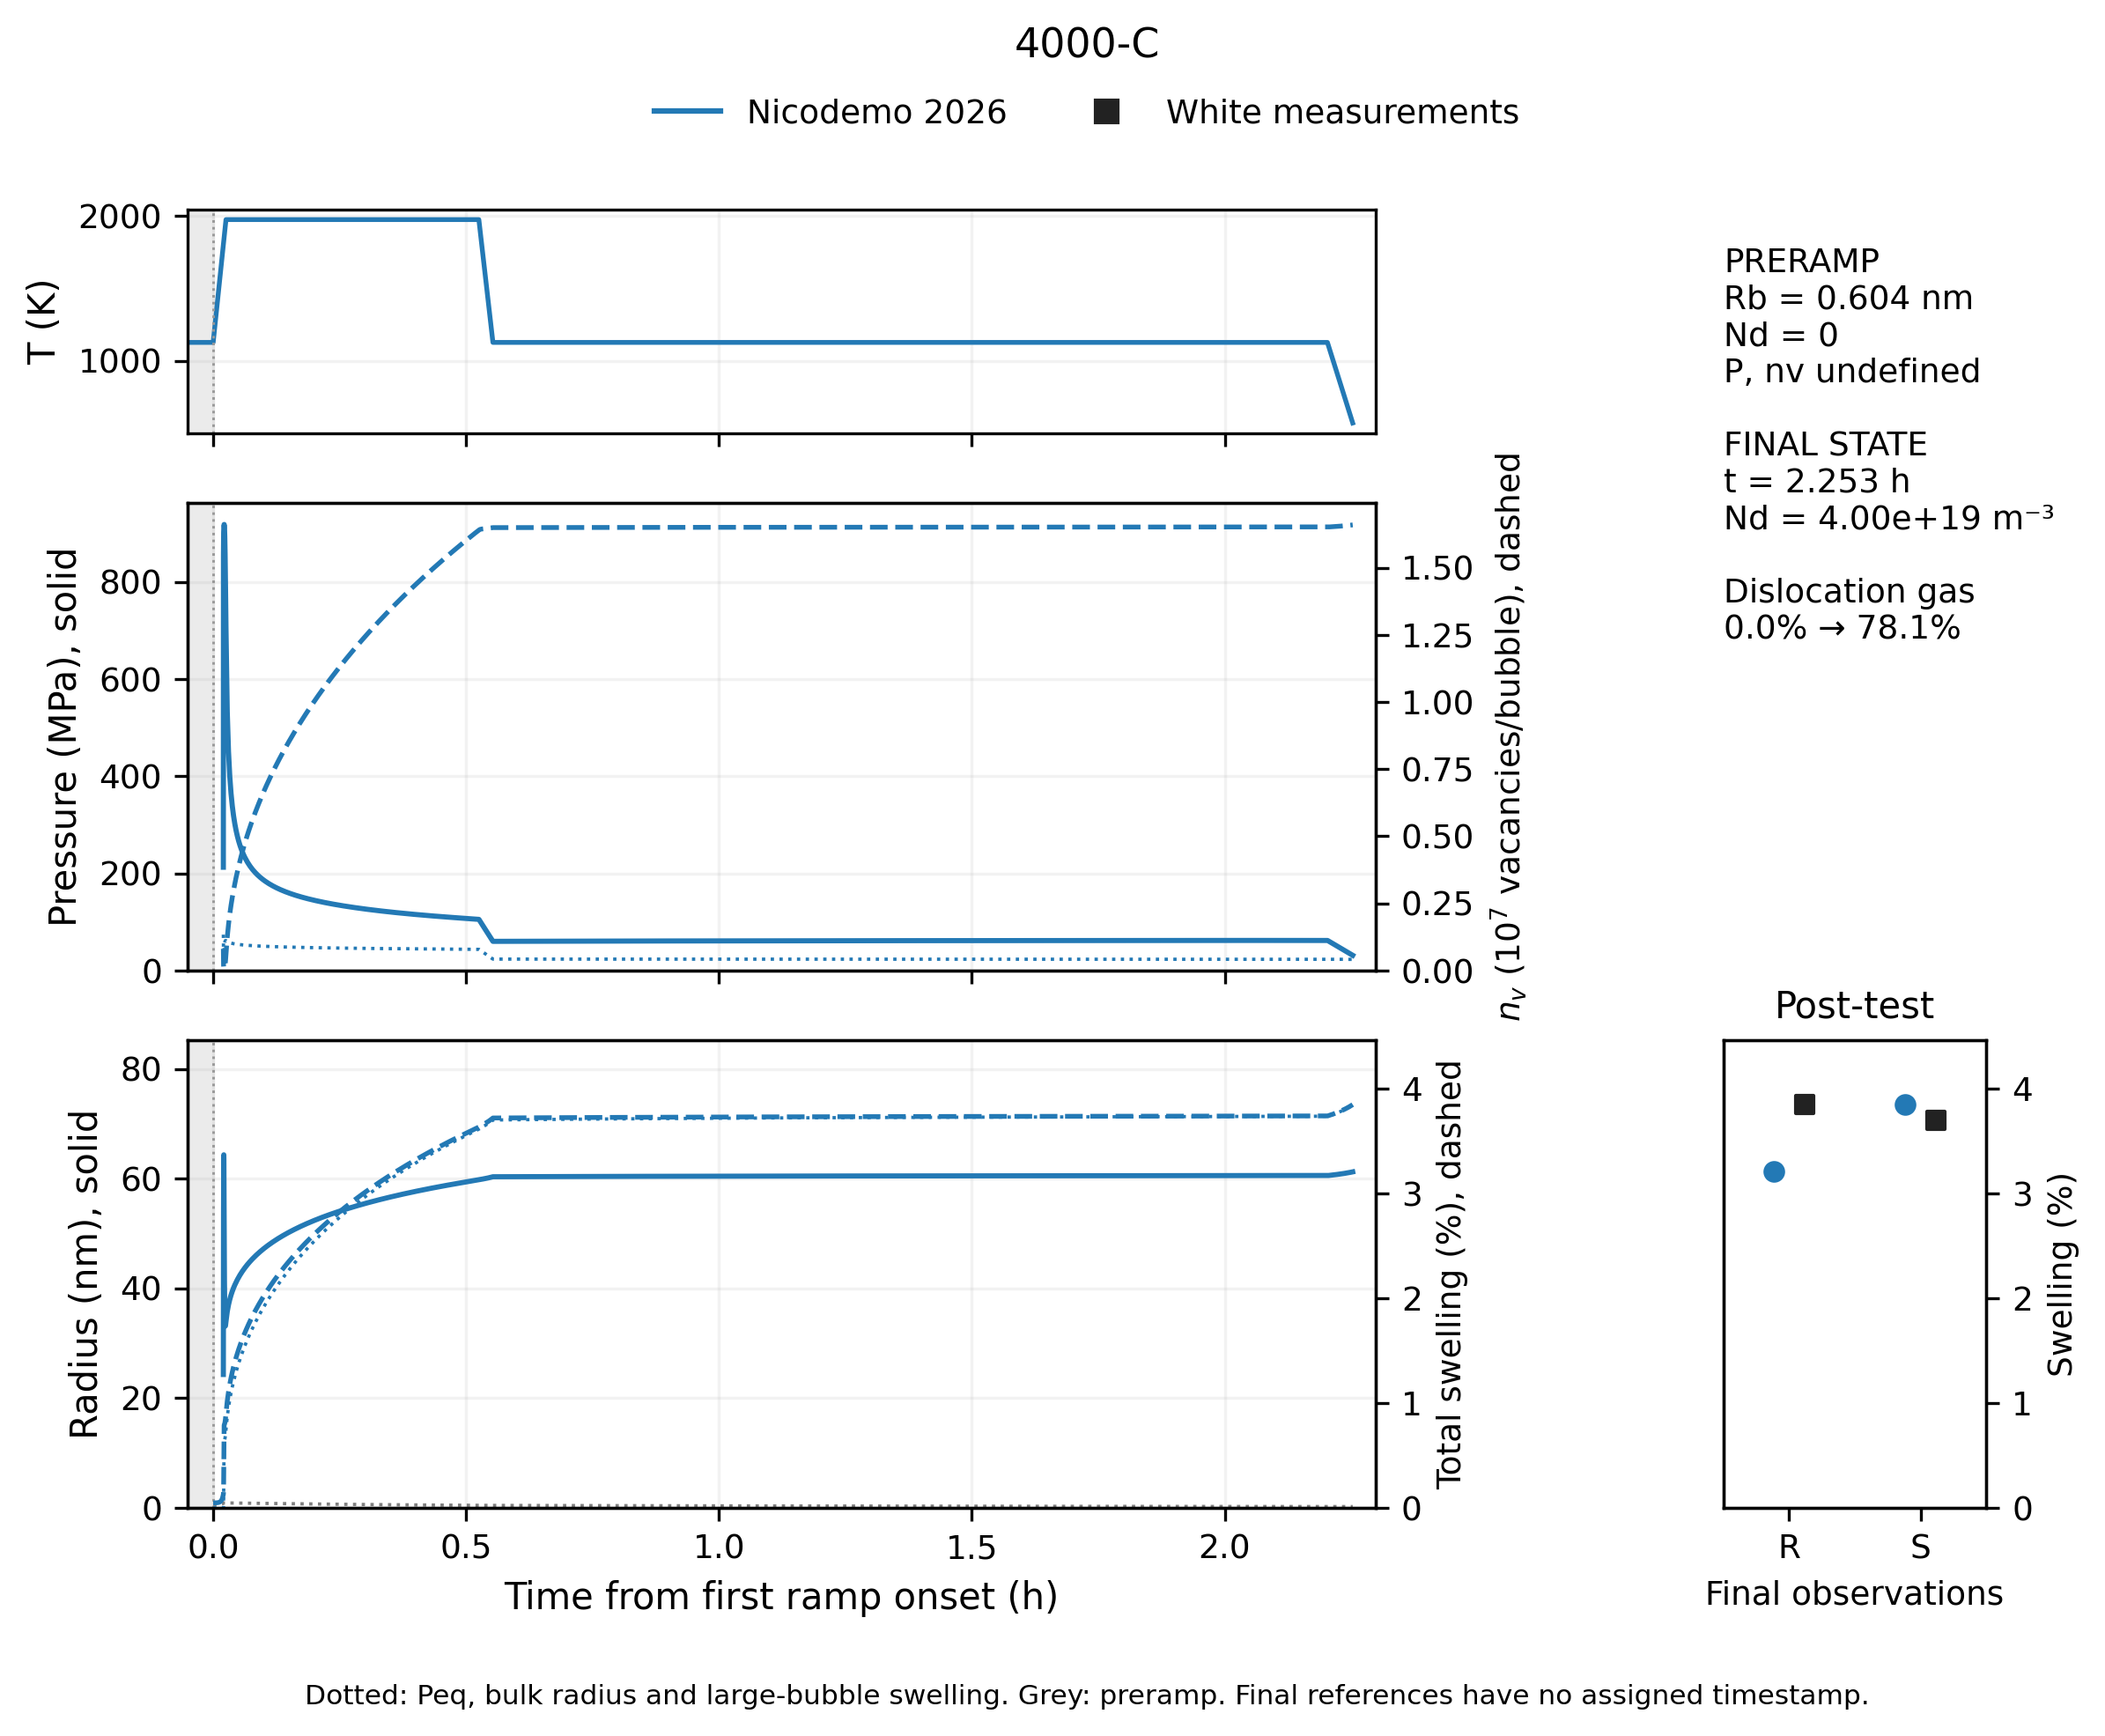 4000-C
Nicodemo 2026
White measurements
2000
1000
T (K)
PRERAMP
Rb = 0.604 nm
Nd = 0
P, nv undefined
FINAL STATE
t = 2.253 h
Nd = 4.00e+19 m⁻³
Dislocation gas
0.0% → 78.1%
800
600
400
200
0
Pressure (MPa), solid
1.50
1.25
1.00
0.75
0.50
0.25
0.00
n_v (10⁷ vacancies/bubble), dashed
80
60
40
20
0
Radius (nm), solid
4
3
2
1
0
Total swelling (%), dashed
0.0
0.5
1.0
1.5
2.0
Time from first ramp onset (h)
Post-test
4
3
2
1
0
Swelling (%)
R
S
Final observations
Dotted: Peq, bulk radius and large-bubble swelling. Grey: preramp. Final references have no assigned timestamp.